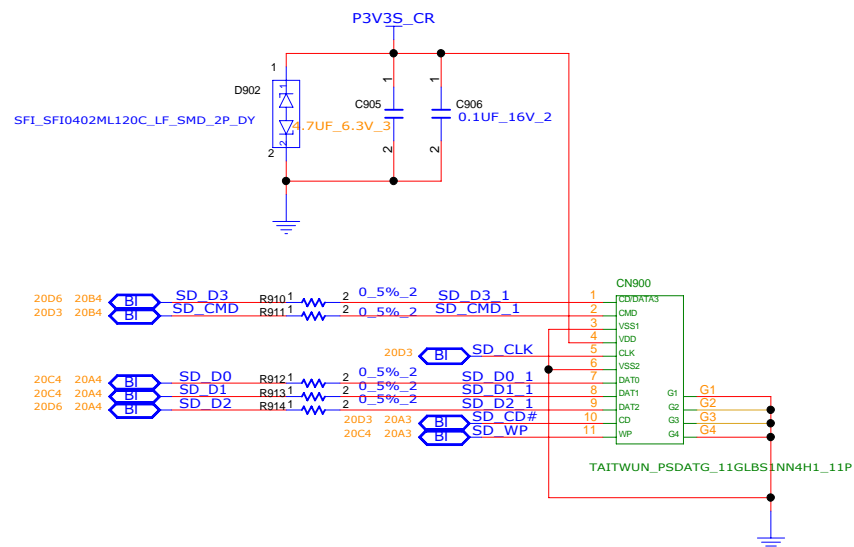 P3V3S_CR
1
D902
1
2
2
SFI_SFI0402ML120C_LF_SMD_2P_DY
1
C905
4.7UF_6.3V_3
2
1
C906
0.1UF_16V_2
2
CN900
20D6 20B4 BI SD_D3 R910 1 2 0_5%_2 SD_D3_1 1 CD/DATA3
20D3 20B4 BI SD_CMD R911 1 2 0_5%_2 SD_CMD_1 2 CMD
3 VSS1
4 VDD
20D3 BI SD_CLK 5 CLK
6 VSS2
20C4 20A4 BI SD_D0 R912 1 2 0_5%_2 SD_D0_1 7 DAT0
20C4 20A4 BI SD_D1 R913 1 2 0_5%_2 SD_D1_1 8 DAT1 G1 G1
20D6 20A4 BI SD_D2 R914 1 2 0_5%_2 SD_D2_1 9 DAT2 G2 G2
20D3 20A3 BI SD_CD# 10 CD G3 G3
20C4 20A3 BI SD_WP 11 WP G4 G4
TAITWUN_PSDATG_11GLBS1NN4H1_11P